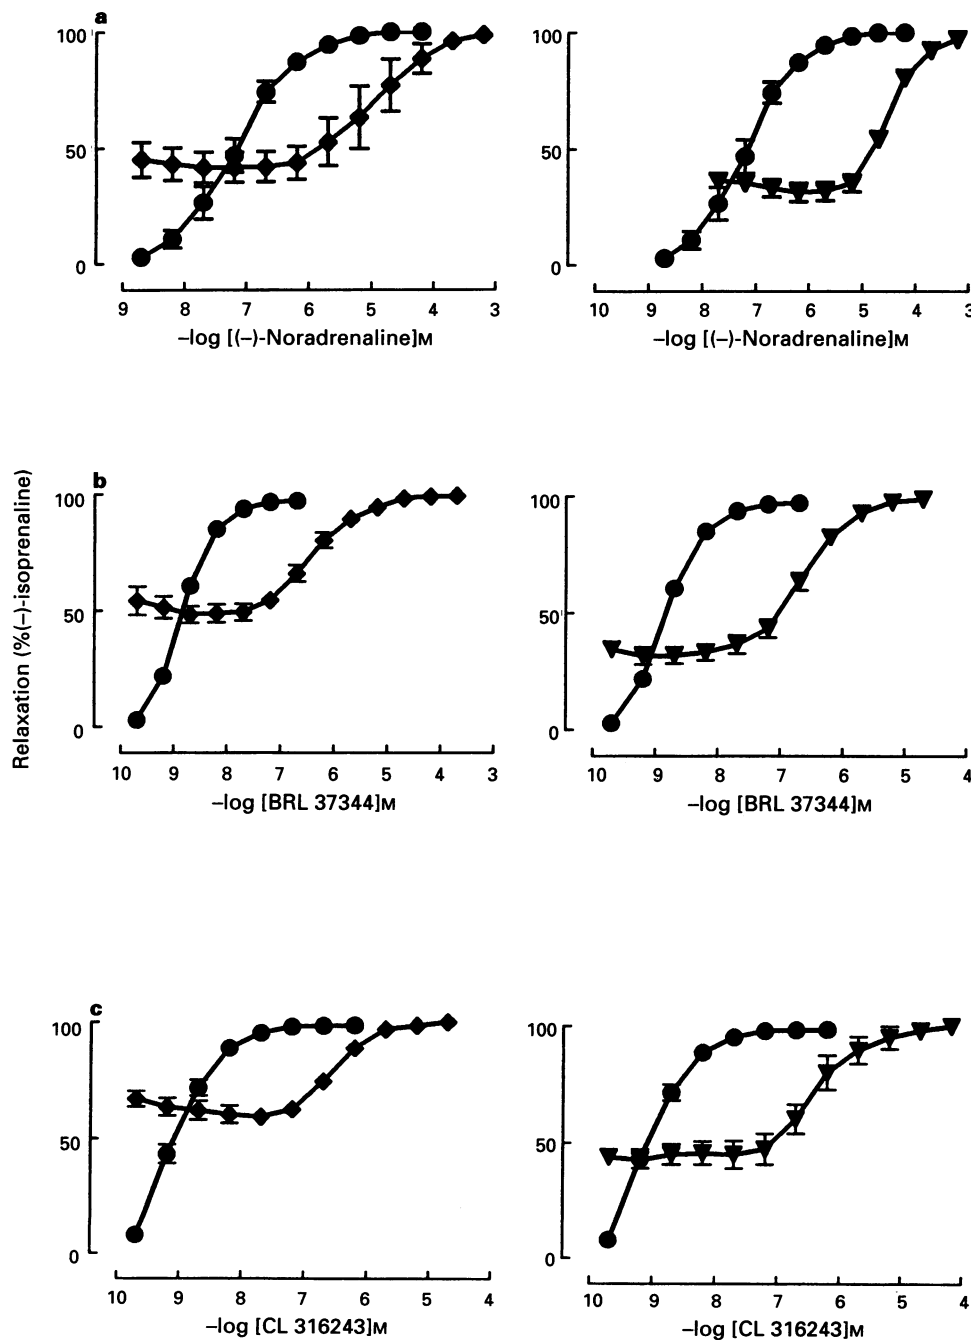 a
100
50
0
9 8 7 6 5 4 3
–log [(–)-Noradrenaline]M
100
50
0
10 9 8 7 6 5 4 3
–log [(–)-Noradrenaline]M
Relaxation (%(–)-isoprenaline)
b
100
50
0
10 9 8 7 6 5 4 3
–log [BRL 37344]M
100
50
0
10 9 8 7 6 5 4
–log [BRL 37344]M
c
100
50
0
10 9 8 7 6 5 4
–log [CL 316243]M
100
50
0
10 9 8 7 6 5 4
–log [CL 316243]M